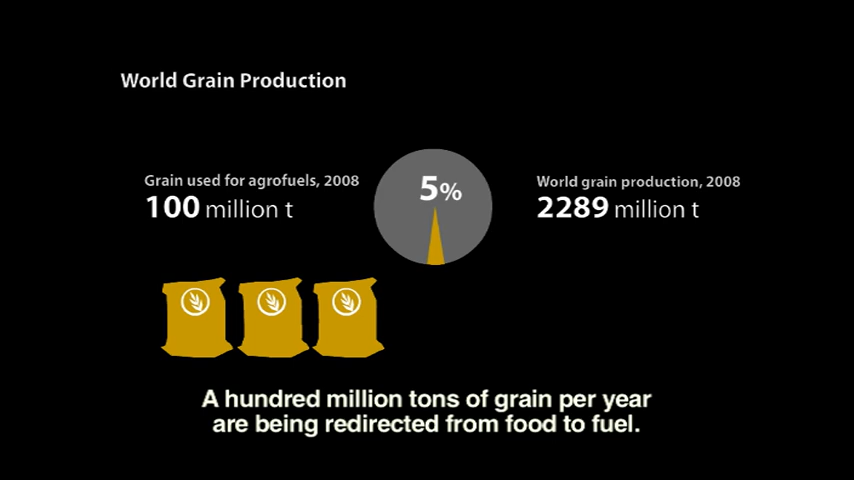 World Grain Production
Grain used for agrofuels, 2008
100 million t
5%
World grain production, 2008
2289 million t
A hundred million tons of grain per year
are being redirected from food to fuel.